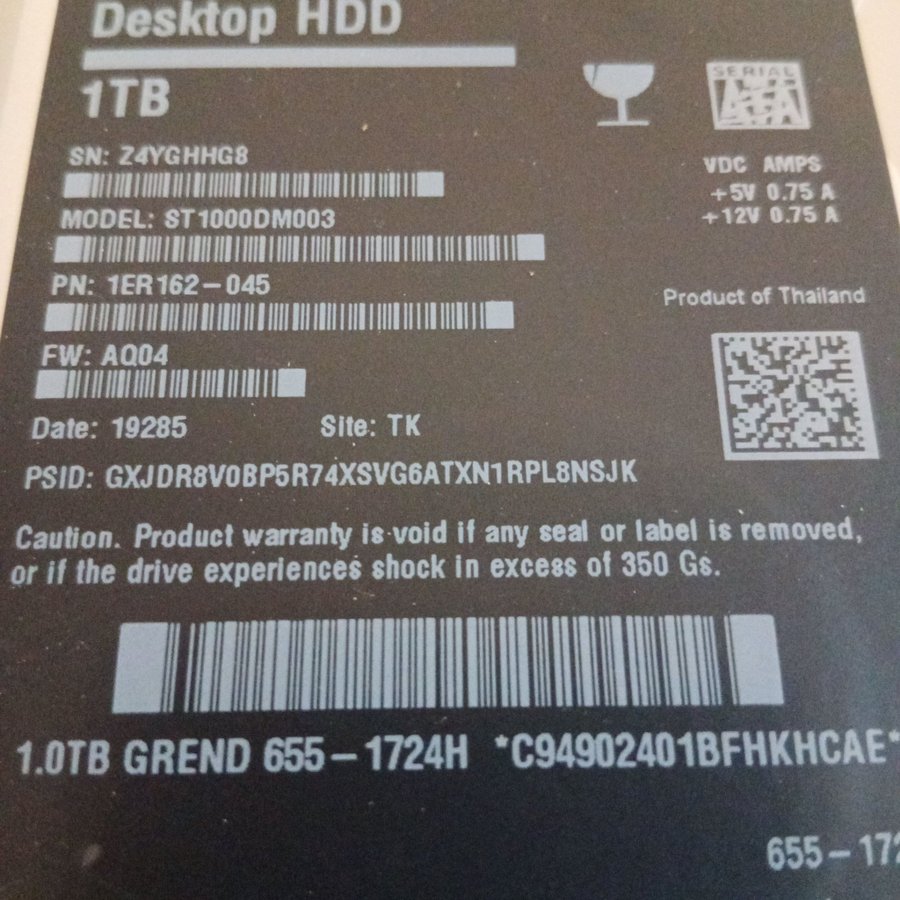 Desktop HDD
1TB
SERIAL
ATA
SN: Z4YGHHG8
VDC AMPS
+5V 0.75 A
+12V 0.75 A
MODEL: ST1000DM003
PN: 1ER162-045
Product of Thailand
FW: AQ04
Date: 19285 Site: TK
PSID: GXJDR8V0BP5R74XSVG6ATXN1RPL8NSJK
Caution. Product warranty is void if any seal or label is removed,
or if the drive experiences shock in excess of 350 Gs.
1.0TB GREND 655-1724H *C94902401BFHKHCAE*
655-172